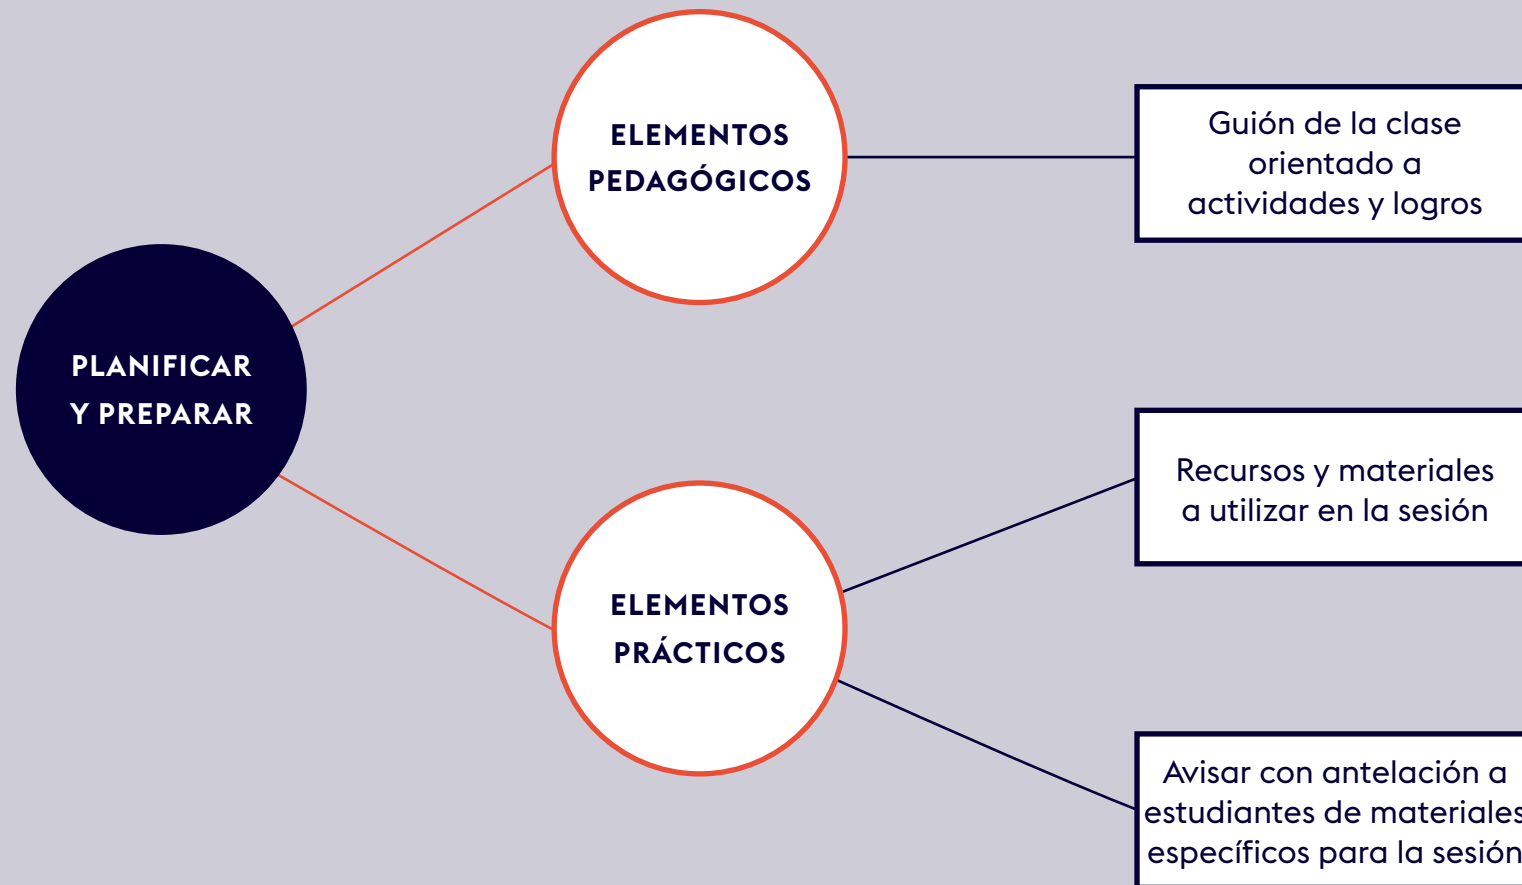 PLANIFICAR
Y PREPARAR
ELEMENTOS
PEDAGÓGICOS
Guión de la clase
orientado a
actividades y logros
ELEMENTOS
PRÁCTICOS
Recursos y materiales
a utilizar en la sesión
Avisar con antelación a
estudiantes de materiales
específicos para la sesión